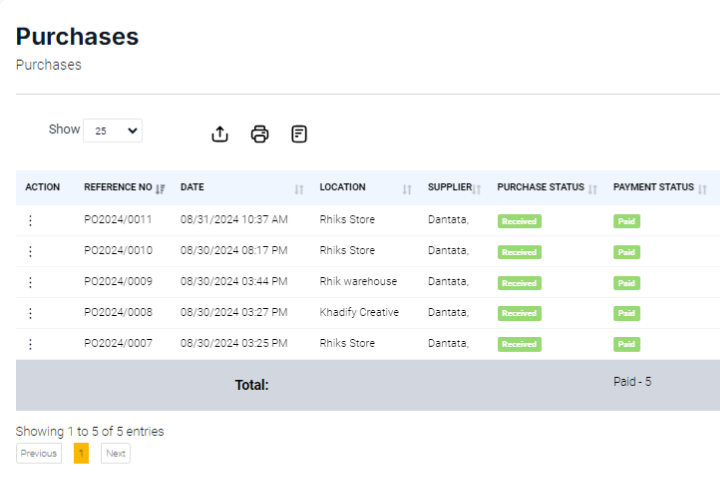 Purchases
Purchases
Show 25
ACTION REFERENCE NO DATE LOCATION SUPPLIER PURCHASE STATUS PAYMENT STATUS
PO2024/0011 08/31/2024 10:37 AM Rhiks Store Dantata, Received Paid
PO2024/0010 08/30/2024 08:17 PM Rhiks Store Dantata, Received Paid
PO2024/0009 08/30/2024 03:44 PM Rhik warehouse Dantata, Received Paid
PO2024/0008 08/30/2024 03:27 PM Khadify Creative Dantata, Received Paid
PO2024/0007 08/30/2024 03:25 PM Rhiks Store Dantata, Received Paid
Total: Paid - 5
Showing 1 to 5 of 5 entries
Previous 1 Next